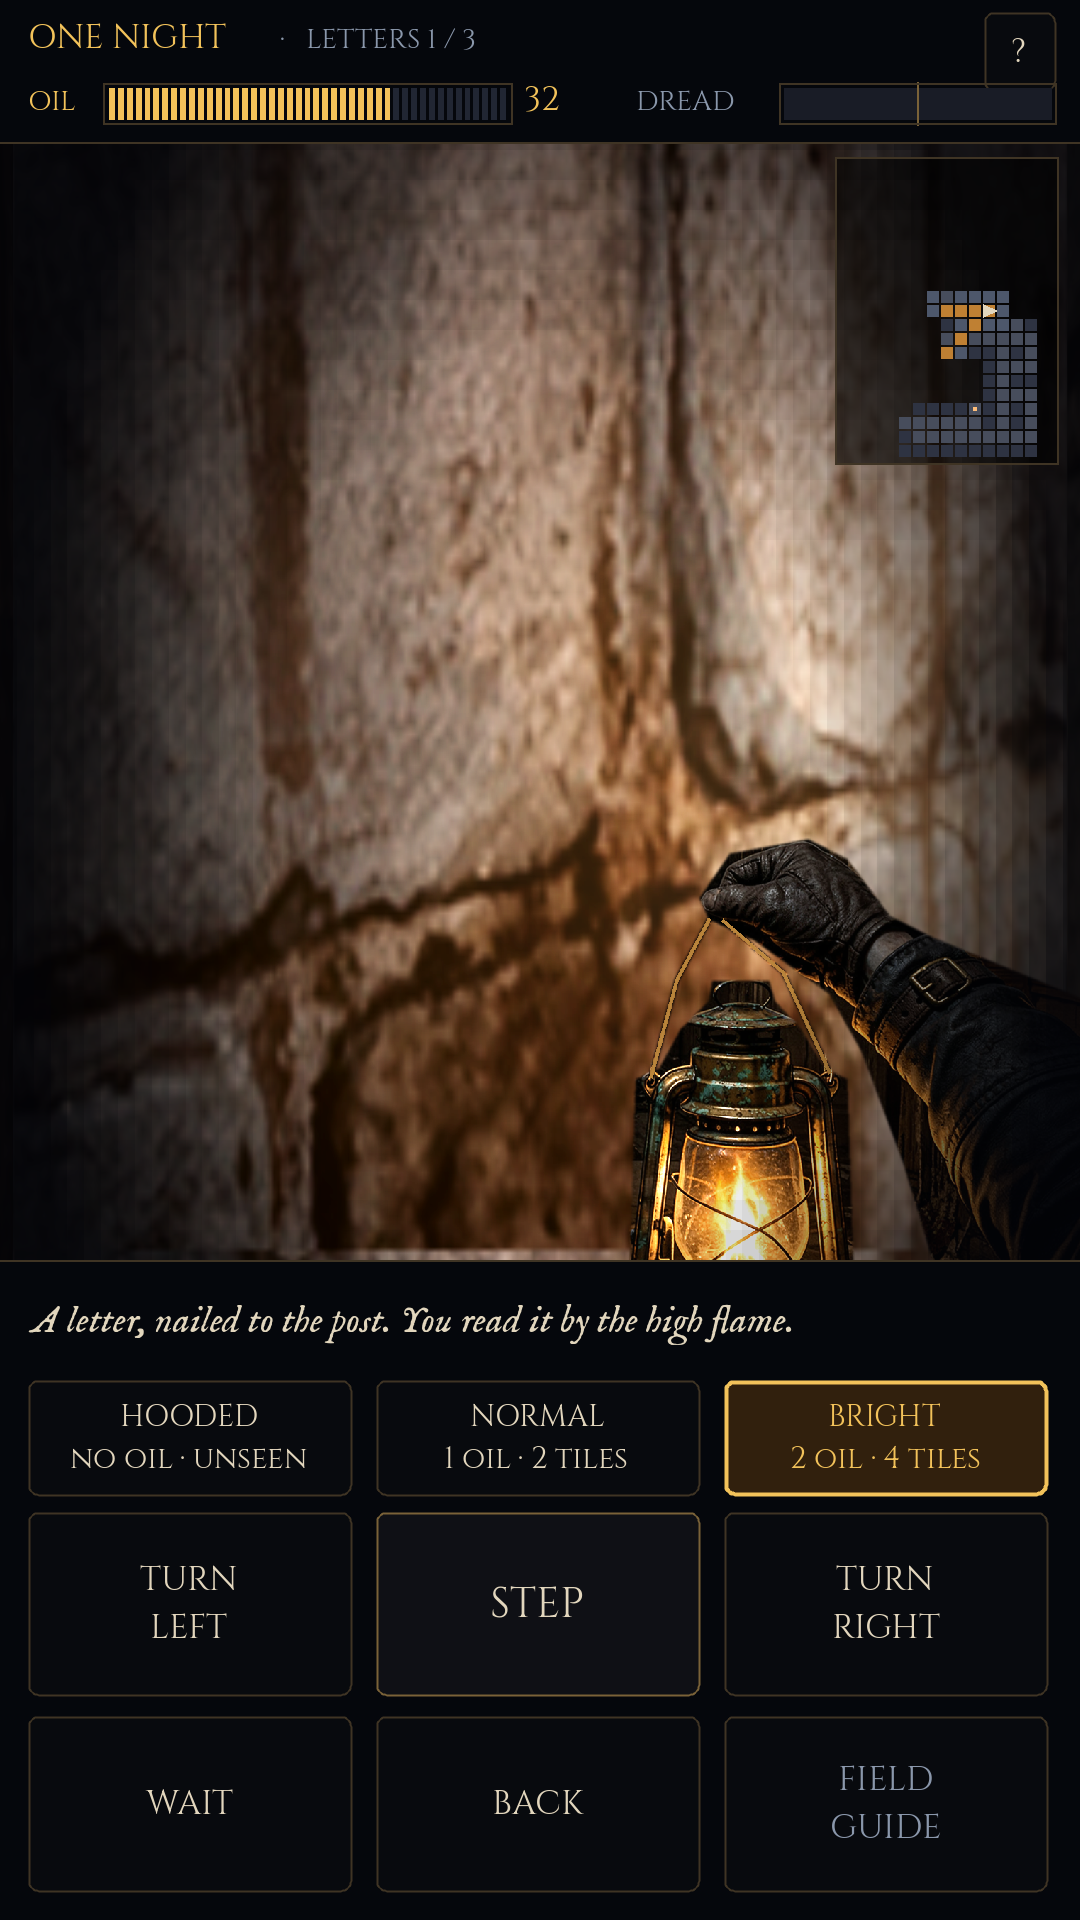 ONE NIGHT · LETTERS 1 / 3
?
OIL 32 DREAD
A letter, nailed to the post. You read it by the high flame.
HOODED
NO OIL · UNSEEN
NORMAL
1 OIL · 2 TILES
BRIGHT
2 OIL · 4 TILES
TURN
LEFT
STEP
TURN
RIGHT
WAIT
BACK
FIELD
GUIDE